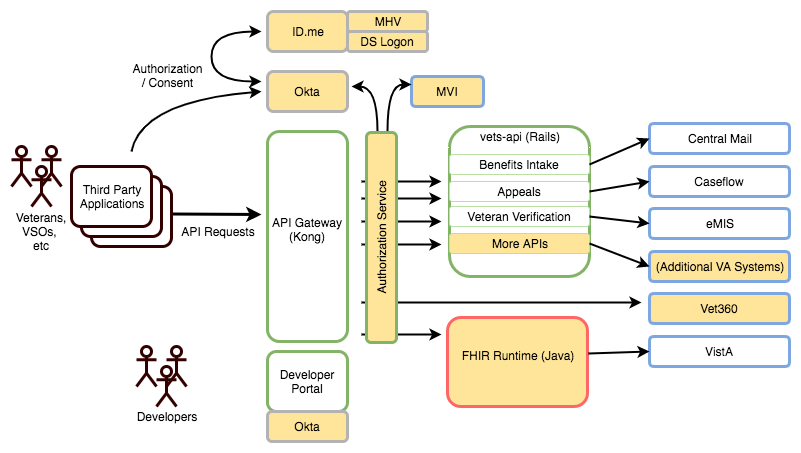 ID.me
MHV
DS Logon
Authorization
/ Consent
Okta
MVI
vets-api (Rails)
Benefits Intake
Appeals
Veteran Verification
More APIs
Central Mail
Caseflow
eMIS
(Additional VA Systems)
Vet360
VistA
Third Party
Applications
Veterans,
VSOs,
etc
API Requests
API Gateway
(Kong)
Authorization Service
FHIR Runtime (Java)
Developer
Portal
Okta
Developers